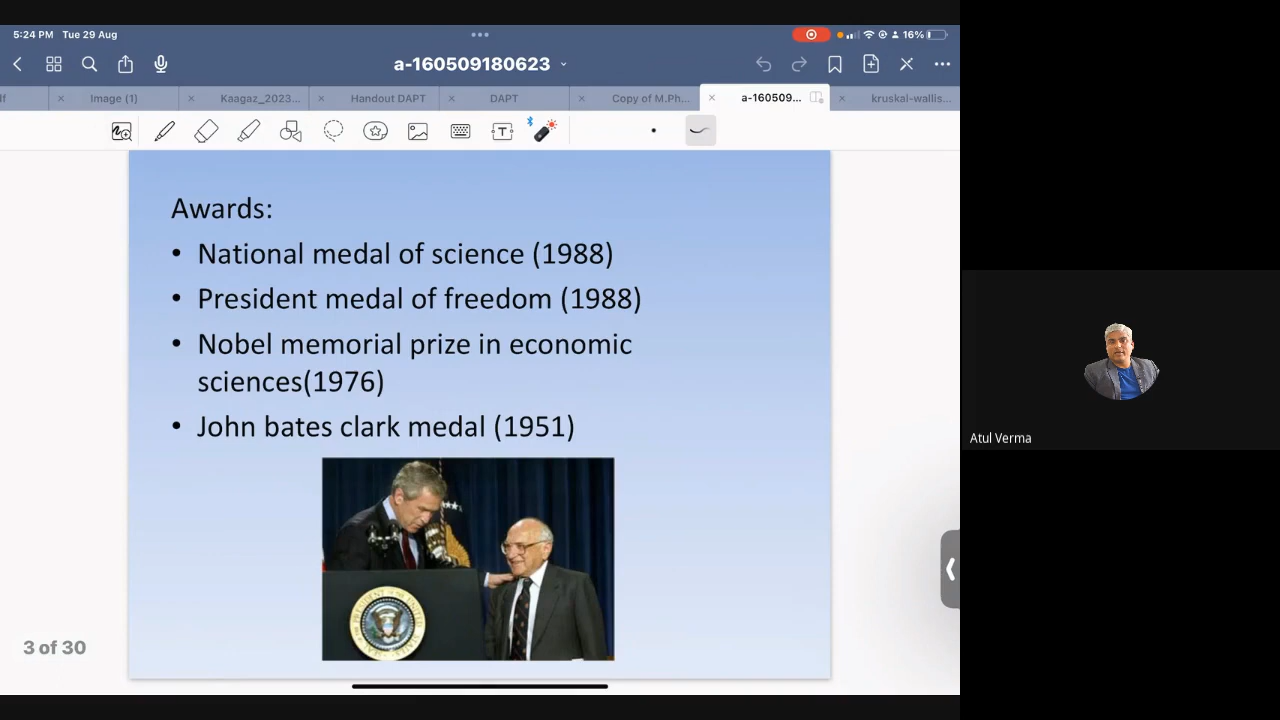 5:24 PM Tue 29 Aug
16%
a-160509180623
lf
Image (1)
Kaagaz_2023...
Handout DAPT
DAPT
Copy of M.Ph...
a-160509...
kruskal-wallis...
Awards:
• National medal of science (1988)
• President medal of freedom (1988)
• Nobel memorial prize in economic
sciences(1976)
• John bates clark medal (1951)
3 of 30
Atul Verma